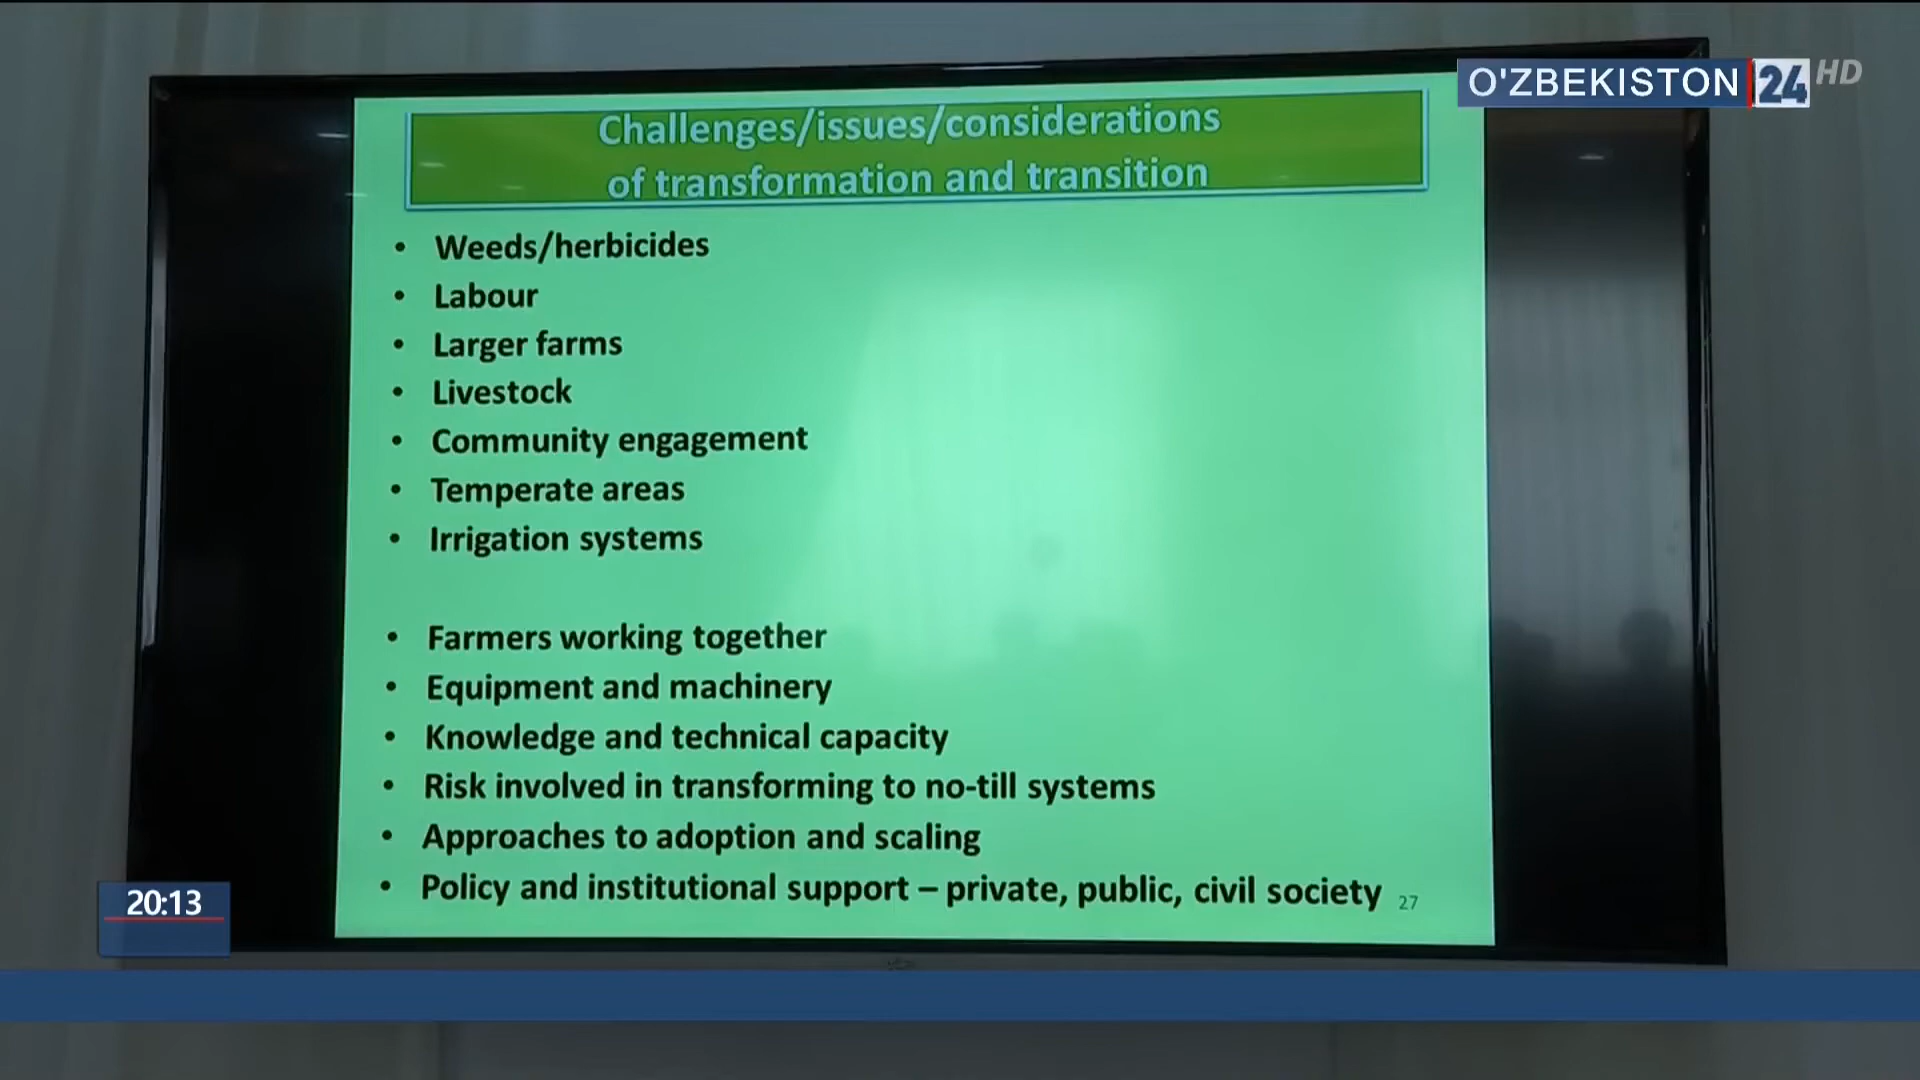 O'ZBEKISTON 24 HD
Challenges/issues/considerations
of transformation and transition
• Weeds/herbicides
• Labour
• Larger farms
• Livestock
• Community engagement
• Temperate areas
• Irrigation systems
• Farmers working together
• Equipment and machinery
• Knowledge and technical capacity
• Risk involved in transforming to no-till systems
• Approaches to adoption and scaling
• Policy and institutional support – private, public, civil society
27
20:13